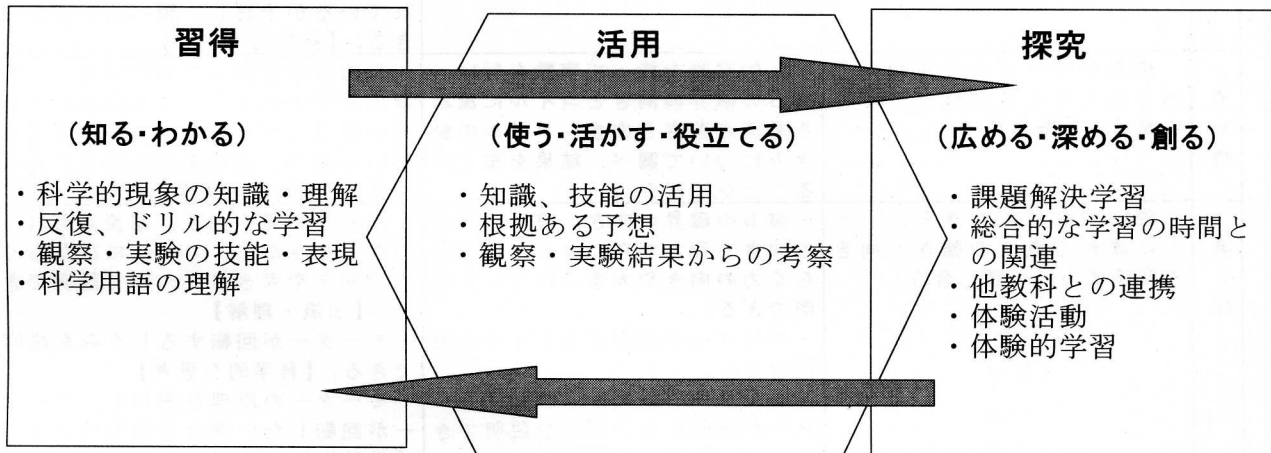 習得
(知る・わかる)
・科学的現象の知識・理解
・反復、ドリル的な学習
・観察・実験の技能・表現
・科学用語の理解
活用
(使う・活かす・役立てる)
・知識、技能の活用
・根拠ある予想
・観察・実験結果からの考察
探究
(広める・深める・創る)
・課題解決学習
・総合的な学習の時間と
の関連
・他教科との連携
・体験活動
・体験的学習